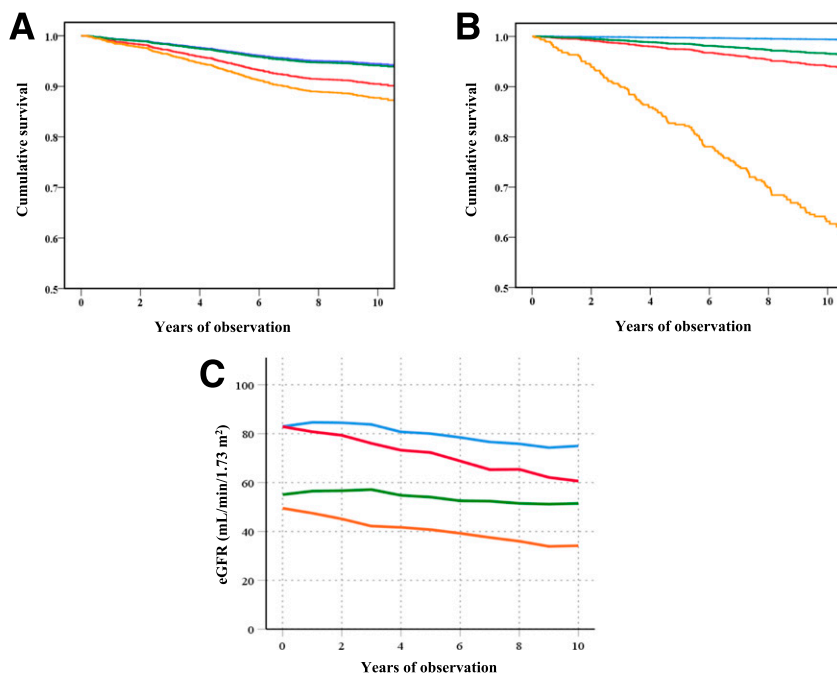 A
1.0
0.9
0.8
0.7
0.6
0.5
Cumulative survival
0 2 4 6 8 10
Years of observation
B
1.0
0.9
0.8
0.7
0.6
0.5
Cumulative survival
0 2 4 6 8 10
Years of observation
C
100
80
60
40
20
0
eGFR (mL/min/1.73 m²)
0 2 4 6 8 10
Years of observation